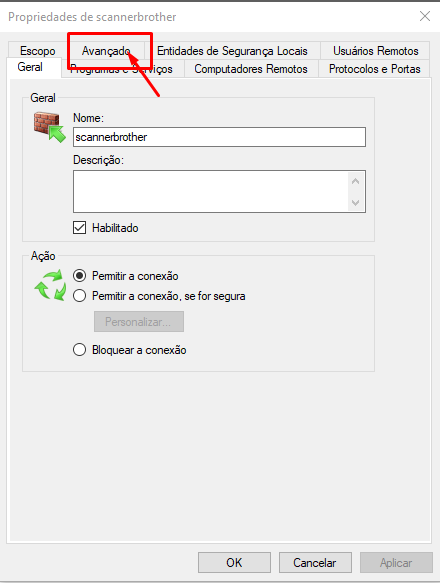 Propriedades de scannerbrother
Escopo Avançado Entidades de Segurança Locais Usuários Remotos
Geral Programas e Serviços Computadores Remotos Protocolos e Portas
Geral
Nome:
scannerbrother
Descrição:
Habilitado
Ação
Permitir a conexão
Permitir a conexão, se for segura
Personalizar...
Bloquear a conexão
OK Cancelar Aplicar